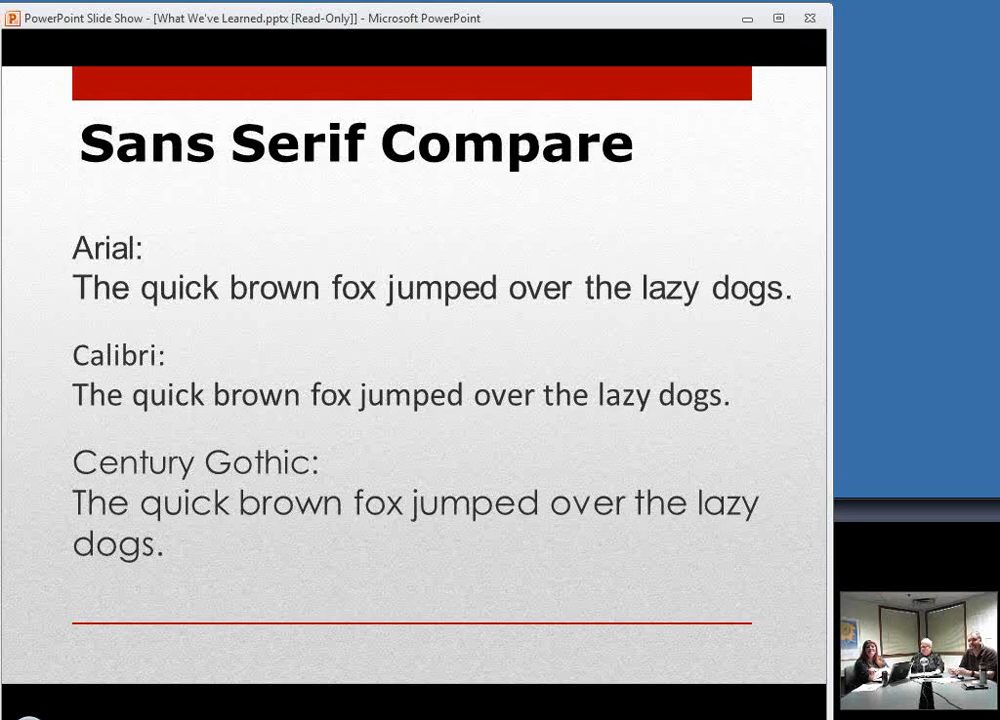 PowerPoint Slide Show - [What We've Learned.pptx [Read-Only]] - Microsoft PowerPoint
Sans Serif Compare
Arial:
The quick brown fox jumped over the lazy dogs.
Calibri:
The quick brown fox jumped over the lazy dogs.
Century Gothic:
The quick brown fox jumped over the lazy
dogs.